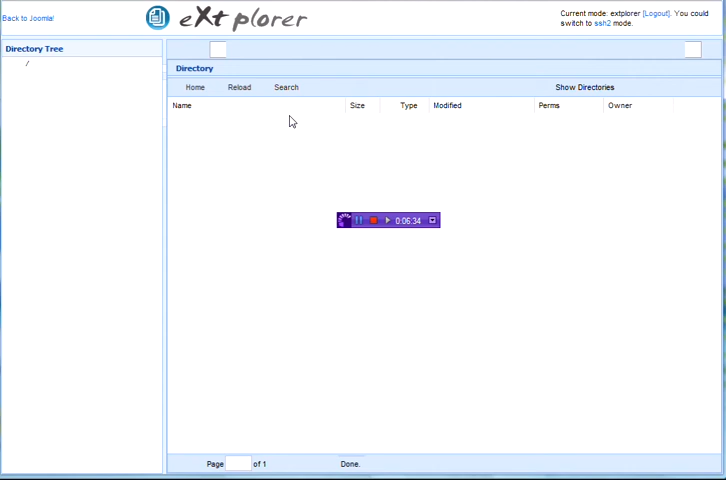 Back to Joomla!
eXtplorer
Current mode: extplorer [Logout]. You could
switch to ssh2 mode.
Directory Tree
/
Directory
Home Reload Search Show Directories
Name Size Type Modified Perms Owner
0:06:34
Page of 1 Done.